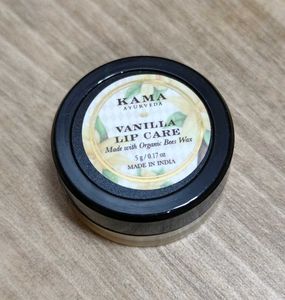 KAMA
AYURVEDA
VANILLA
LIP CARE
Made with Organic Bees Wax
5 g / 0.17 oz
MADE IN INDIA